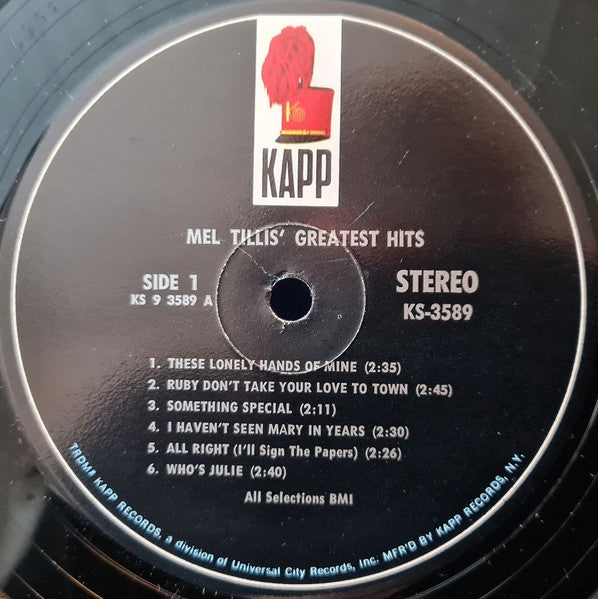 KAPP
MEL TILLIS' GREATEST HITS
SIDE 1
KS 9 3589 A
STEREO
KS-3589
1. THESE LONELY HANDS OF MINE (2:35)
2. RUBY DON'T TAKE YOUR LOVE TO TOWN (2:45)
3. SOMETHING SPECIAL (2:11)
4. I HAVEN'T SEEN MARY IN YEARS (2:30)
5. ALL RIGHT (I'll Sign The Papers) (2:26)
6. WHO'S JULIE (2:40)
All Selections BMI
TRDM® KAPP RECORDS, a division of Universal City Records, Inc. MFR'D BY KAPP RECORDS, N.Y.